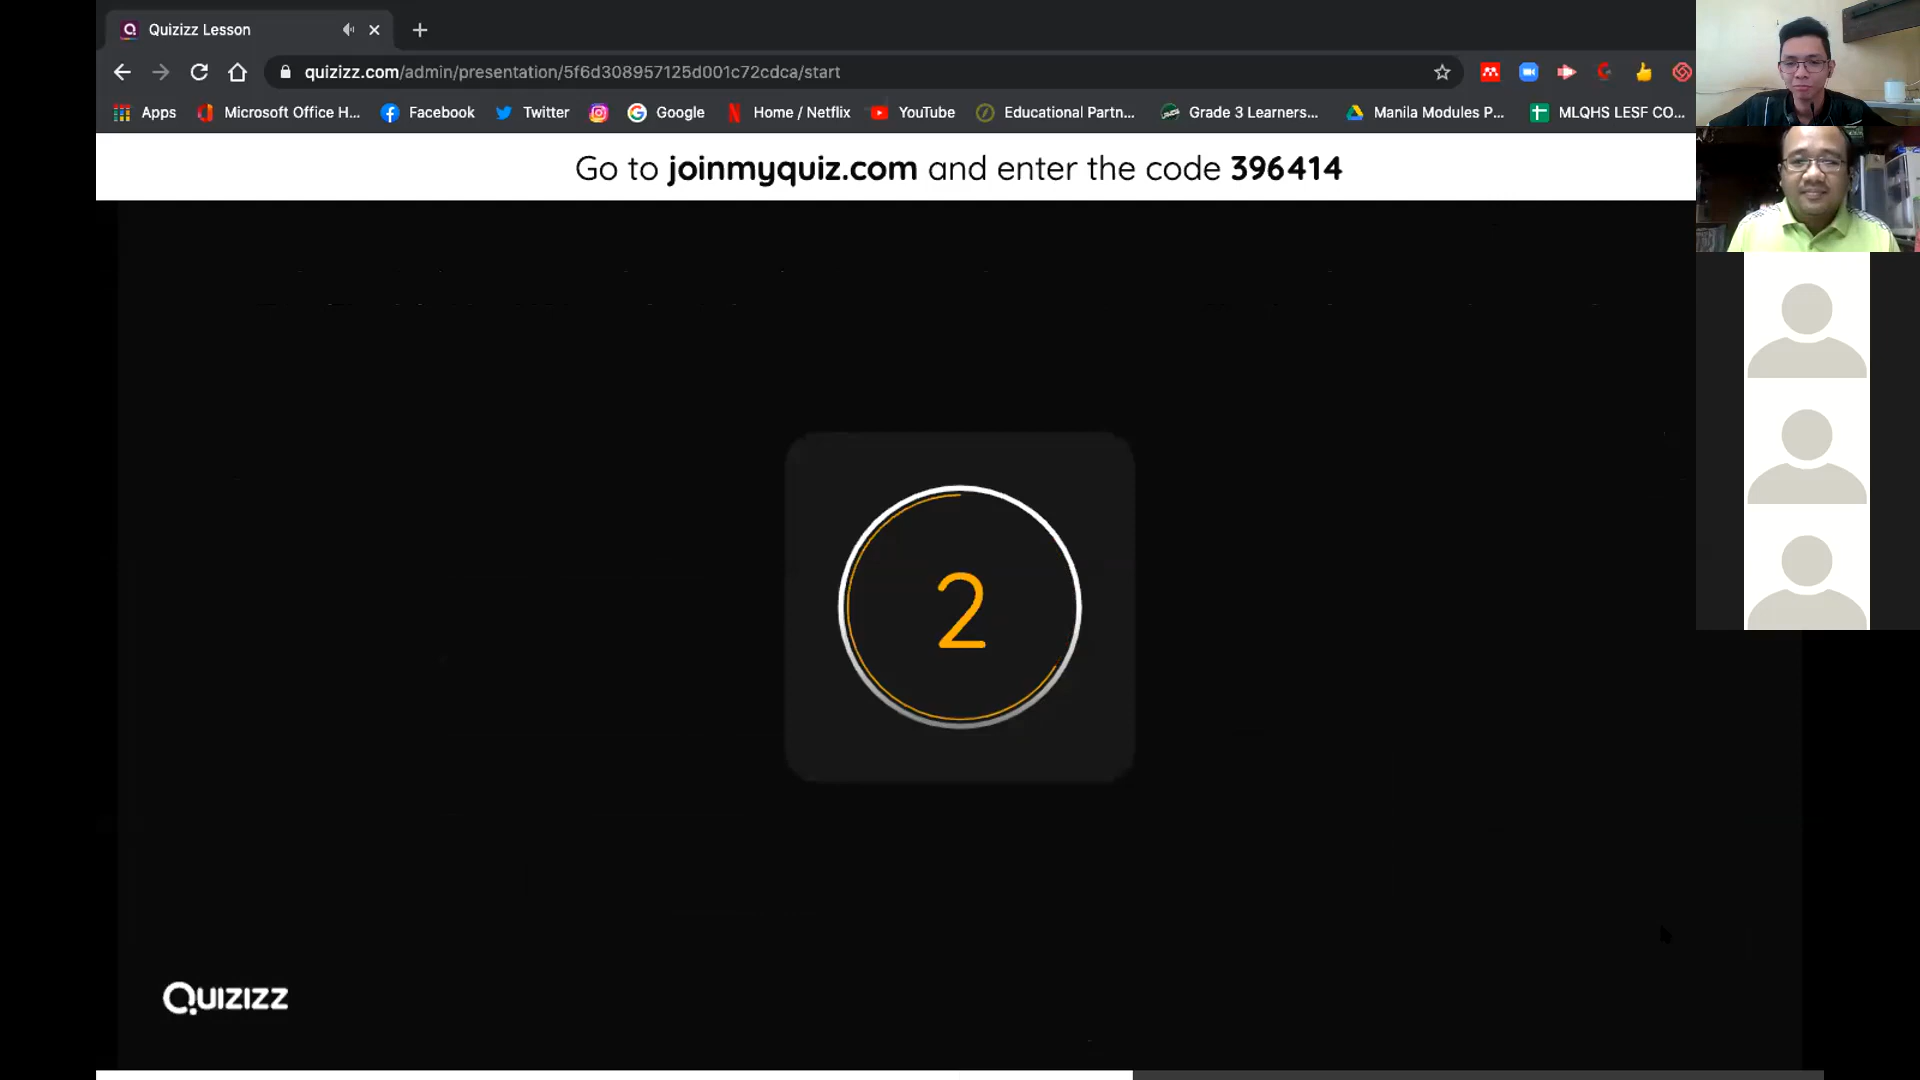 Quizizz Lesson
quizizz.com/admin/presentation/5f6d308957125d001c72cdca/start
Apps Microsoft Office H... Facebook Twitter Google Home / Netflix YouTube Educational Partn... Grade 3 Learners... Manila Modules P... MLQHS LESF CO...
Go to joinmyquiz.com and enter the code 396414
2
Quizizz